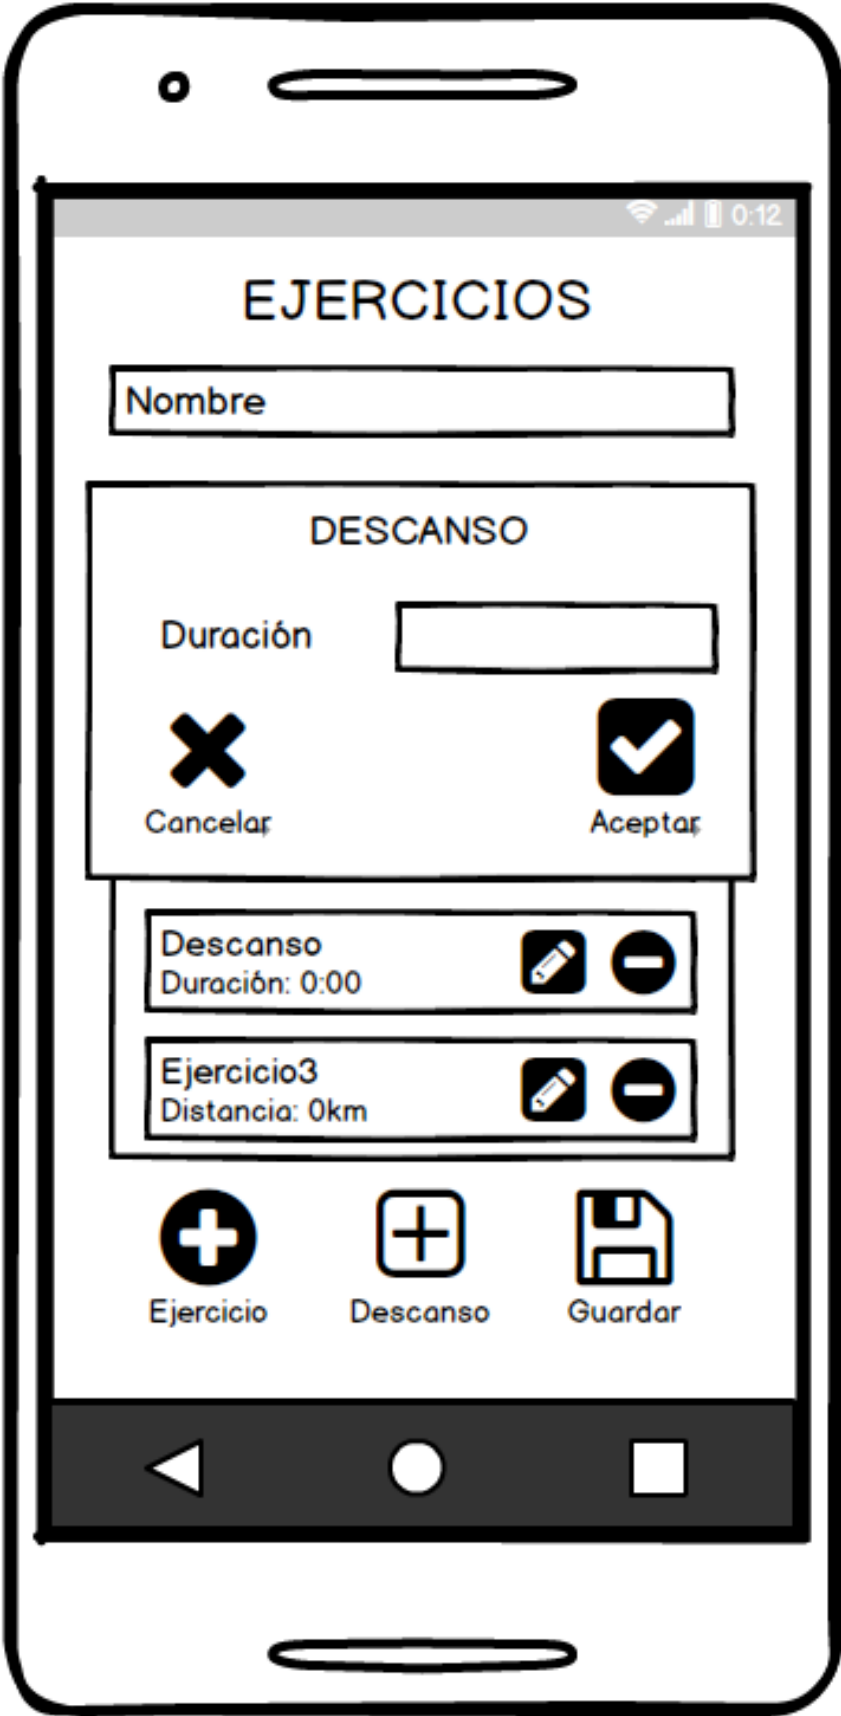 0:12
EJERCICIOS
Nombre
DESCANSO
Duración
Cancelar
Aceptar
Descanso
Duración: 0:00
Ejercicio3
Distancia: 0km
Ejercicio
Descanso
Guardar